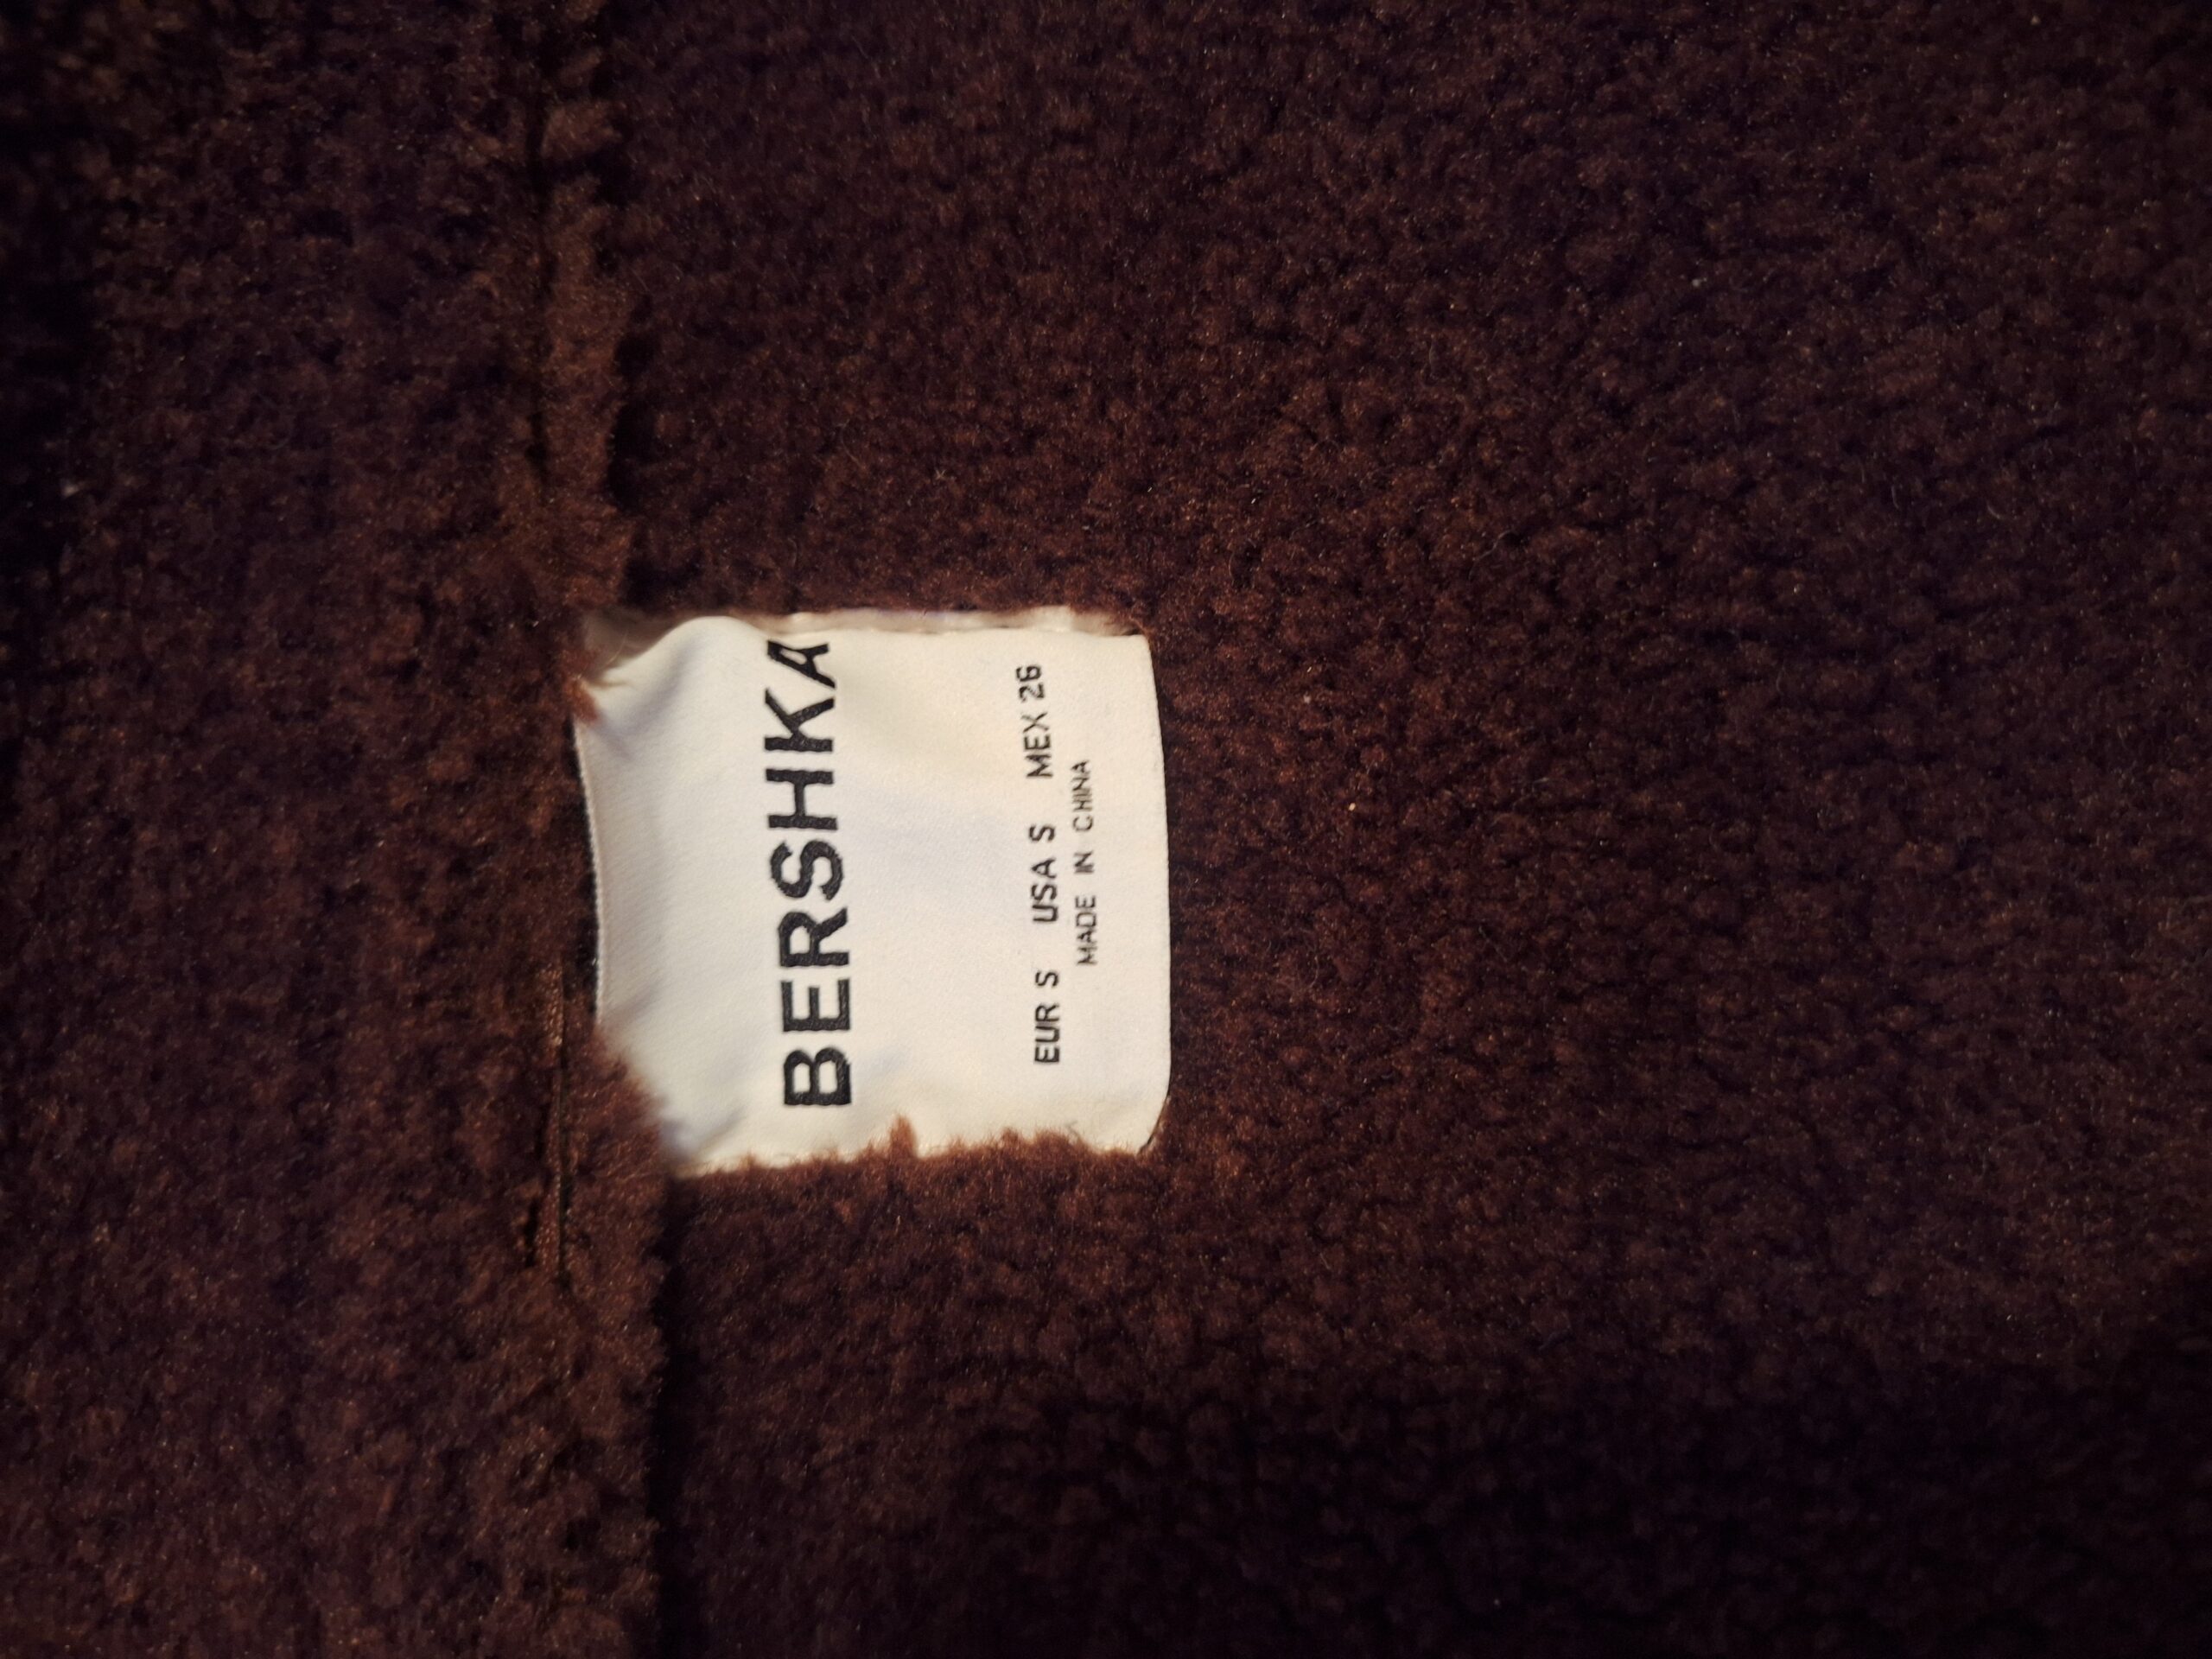 BERSHKA
EUR S USA S MEX 26
MADE IN CHINA